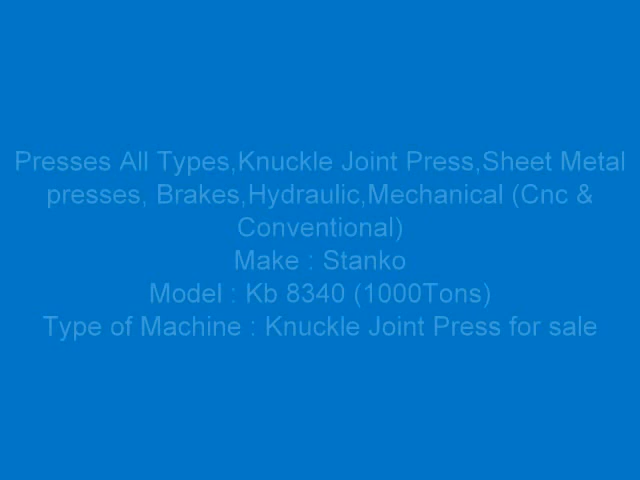 Presses All Types,Knuckle Joint Press,Sheet Metal
presses, Brakes,Hydraulic,Mechanical (Cnc &
Conventional)
Make : Stanko
Model : Kb 8340 (1000Tons)
Type of Machine : Knuckle Joint Press for sale